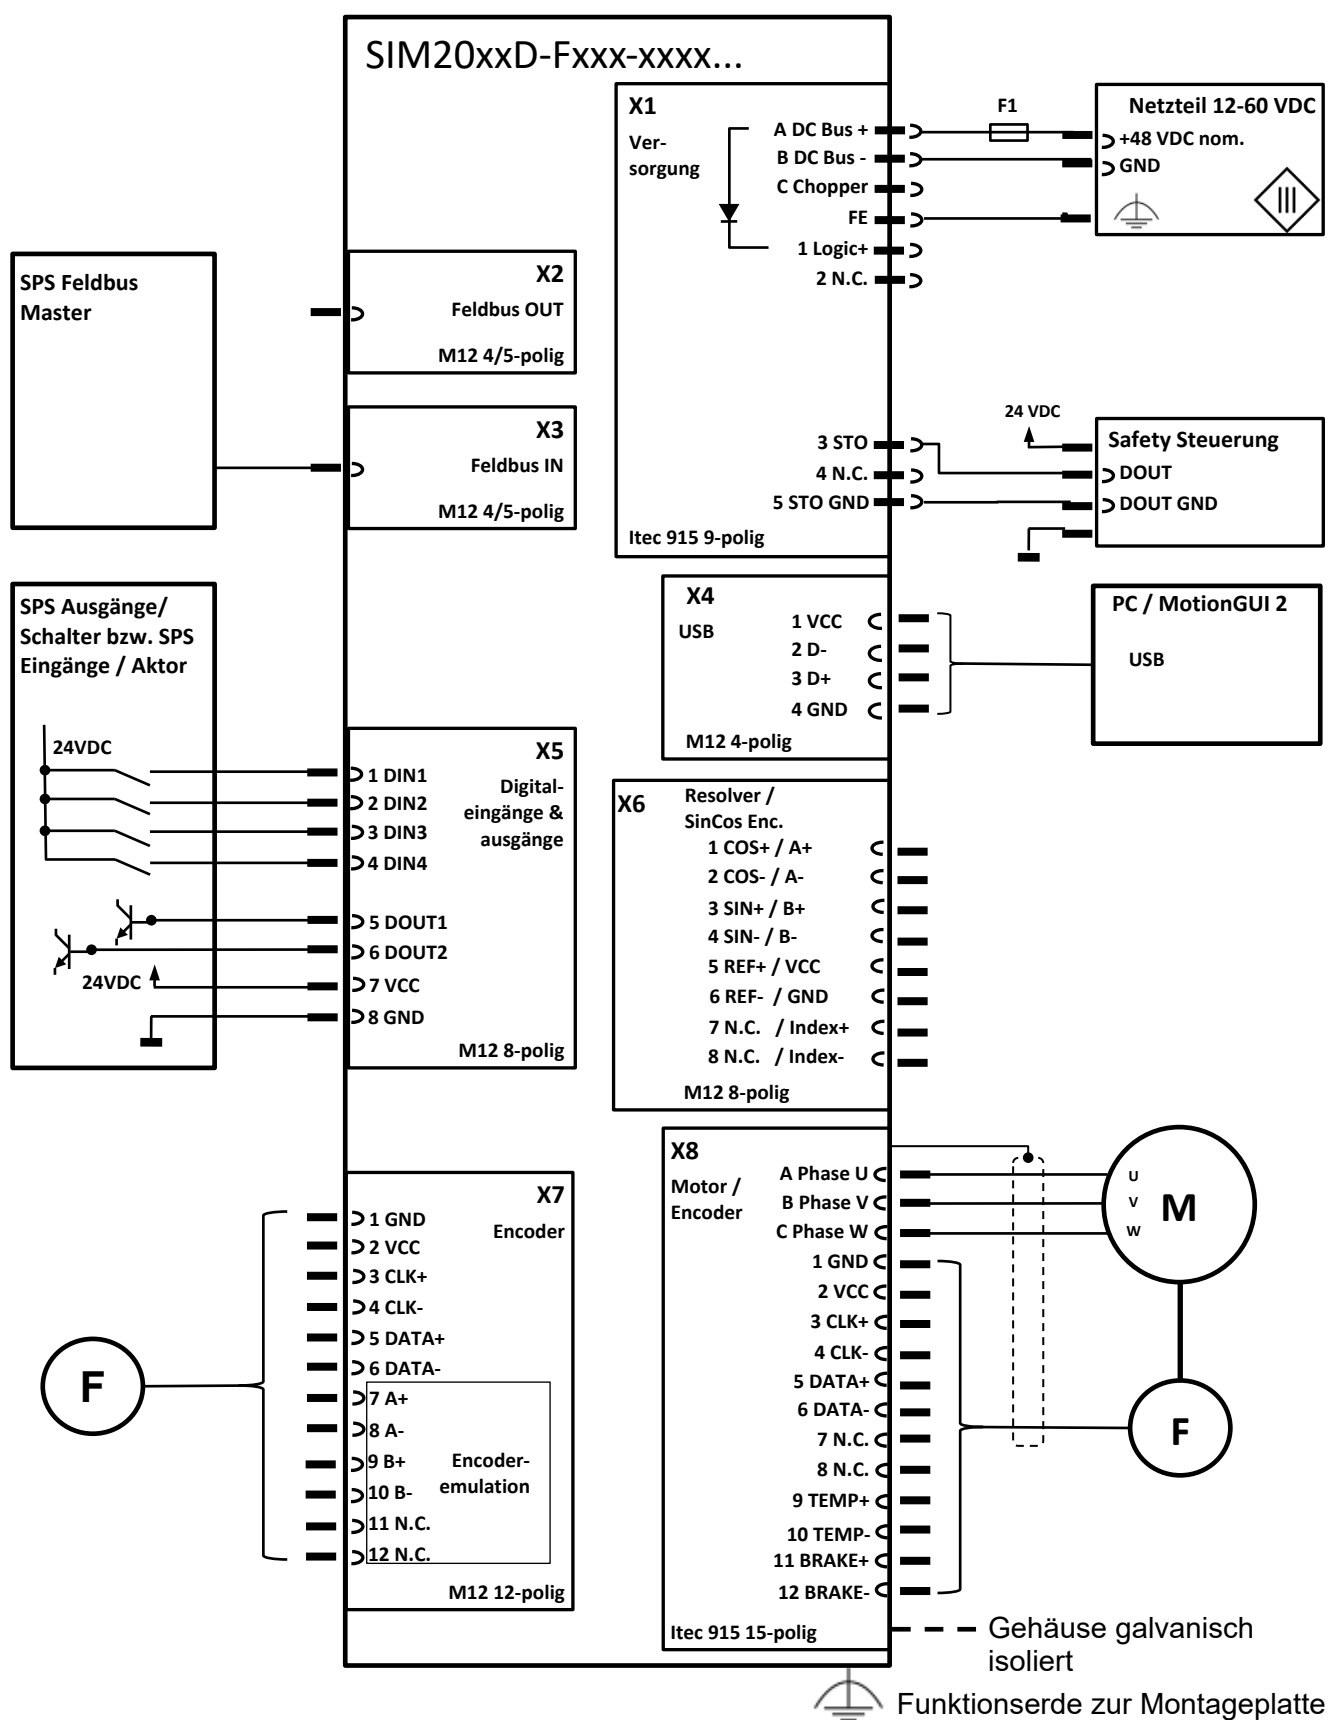 SIM20xxD-Fxxx-xxxx...
X1
Ver-
sorgung
A DC Bus +
B DC Bus -
C Chopper
FE
1 Logic+
2 N.C.
3 STO
4 N.C.
5 STO GND
Itec 915 9-polig
F1
Netzteil 12-60 VDC
+48 VDC nom.
GND
III
SPS Feldbus
Master
X2
Feldbus OUT
M12 4/5-polig
X3
Feldbus IN
M12 4/5-polig
24 VDC
Safety Steuerung
DOUT
DOUT GND
SPS Ausgänge/
Schalter bzw. SPS
Eingänge / Aktor
24VDC
24VDC
X4
USB
1 VCC
2 D-
3 D+
4 GND
M12 4-polig
PC / MotionGUI 2
USB
X5
Digital-
eingänge &
ausgänge
1 DIN1
2 DIN2
3 DIN3
4 DIN4
5 DOUT1
6 DOUT2
7 VCC
8 GND
M12 8-polig
X6
Resolver /
SinCos Enc.
1 COS+ / A+
2 COS- / A-
3 SIN+ / B+
4 SIN- / B-
5 REF+ / VCC
6 REF- / GND
7 N.C. / Index+
8 N.C. / Index-
M12 8-polig
X7
Encoder
1 GND
2 VCC
3 CLK+
4 CLK-
5 DATA+
6 DATA-
7 A+
8 A-
9 B+
10 B-
11 N.C.
12 N.C.
Encoder-
emulation
M12 12-polig
F
X8
Motor /
Encoder
A Phase U
B Phase V
C Phase W
1 GND
2 VCC
3 CLK+
4 CLK-
5 DATA+
6 DATA-
7 N.C.
8 N.C.
9 TEMP+
10 TEMP-
11 BRAKE+
12 BRAKE-
Itec 915 15-polig
U
V
W
M
F
Gehäuse galvanisch
isoliert
Funktionserde zur Montageplatte